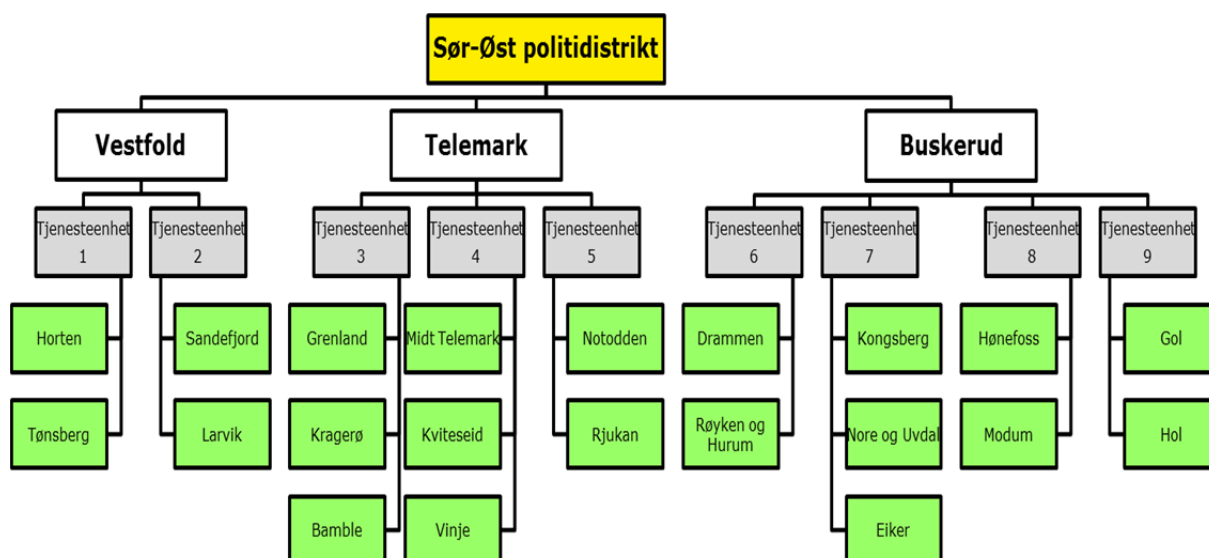 Sør-Øst politidistrikt
Vestfold
Telemark
Buskerud
Tjenesteenhet
1
Tjenesteenhet
2
Tjenesteenhet
3
Tjenesteenhet
4
Tjenesteenhet
5
Tjenesteenhet
6
Tjenesteenhet
7
Tjenesteenhet
8
Tjenesteenhet
9
Horten
Sandefjord
Grenland
Midt Telemark
Notodden
Drammen
Kongsberg
Hønefoss
Gol
Tønsberg
Larvik
Kragerø
Kviteseid
Rjukan
Røyken og
Hurum
Nore og Uvdal
Modum
Hol
Bamble
Vinje
Eiker